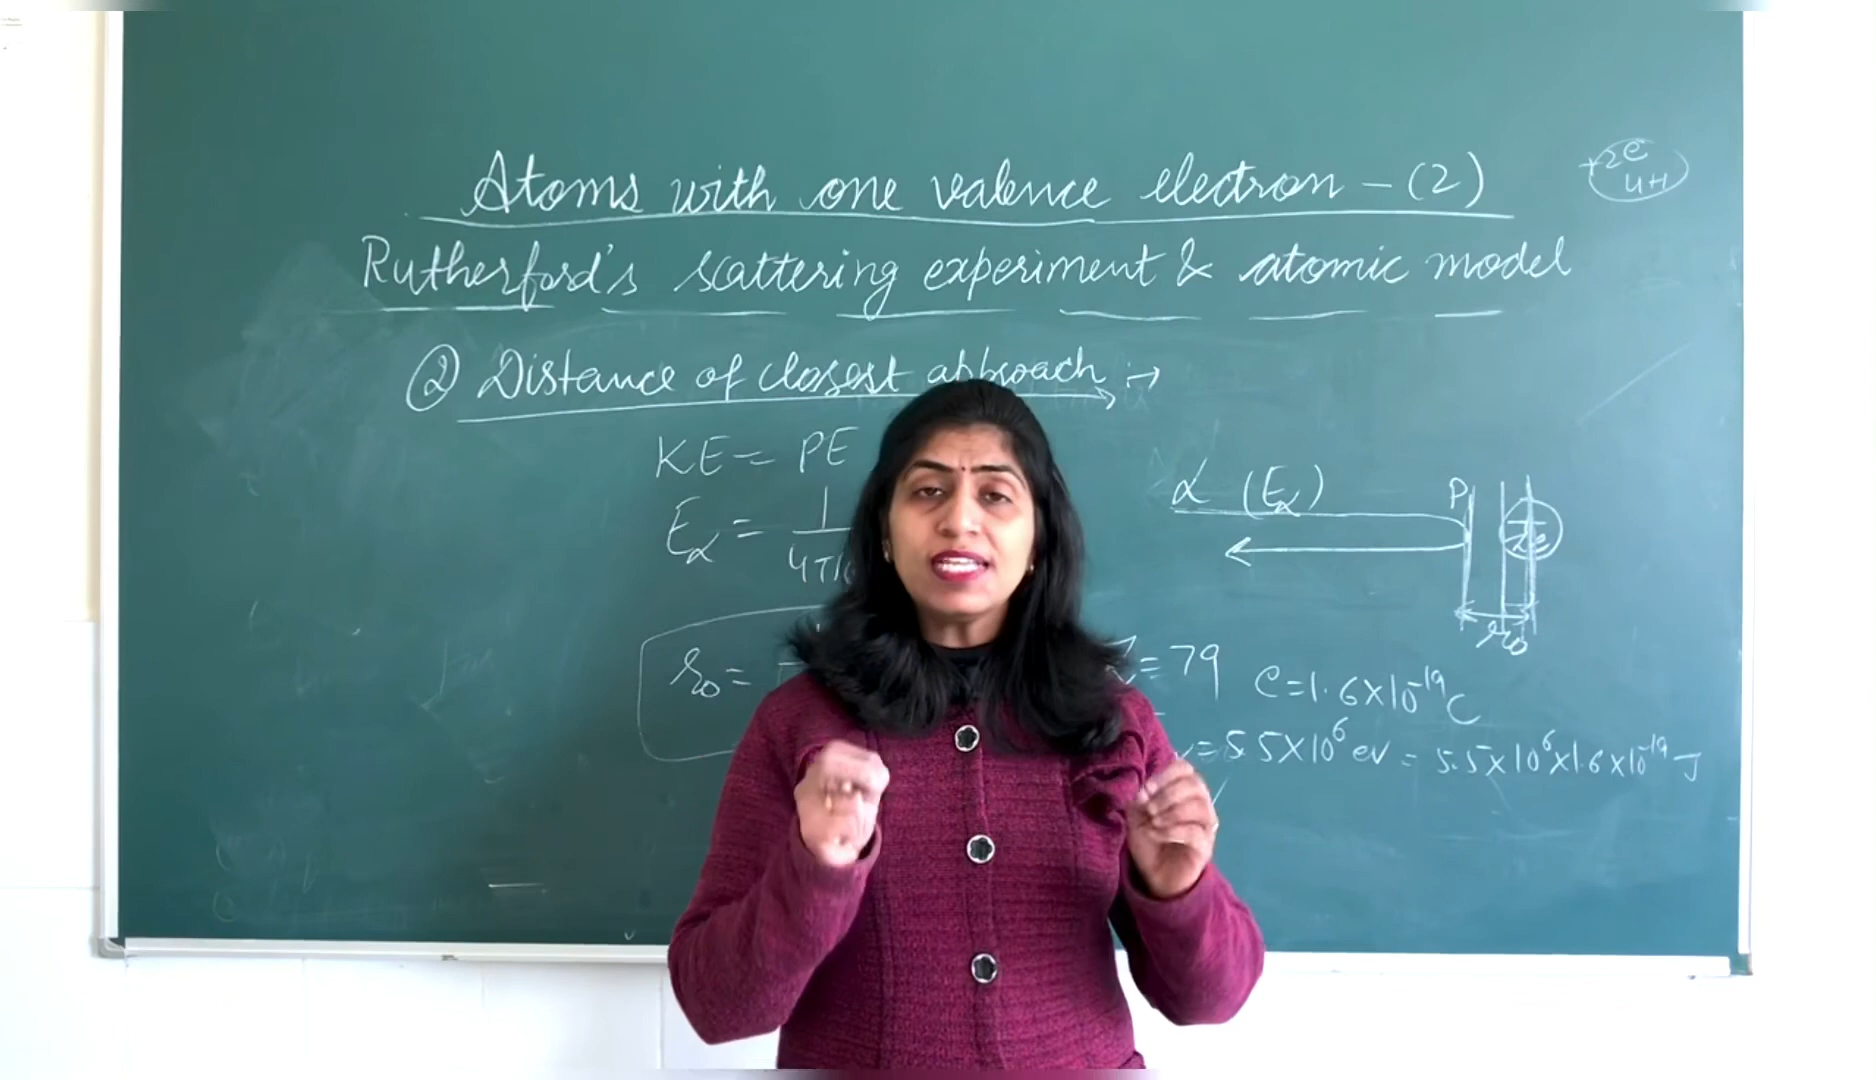 Atoms with one valence electron - (2)
+2e
4H
Rutherford's scattering experiment & atomic model
② Distance of closest approach :→
KE = PE
α (Eα)
P
Ze
Eα = 1
4π
r₀
r₀ =
Z = 79 e = 1.6×10⁻¹⁹C
= 5.5×10⁶ eV = 5.5×10⁶×1.6×10⁻¹⁹ J